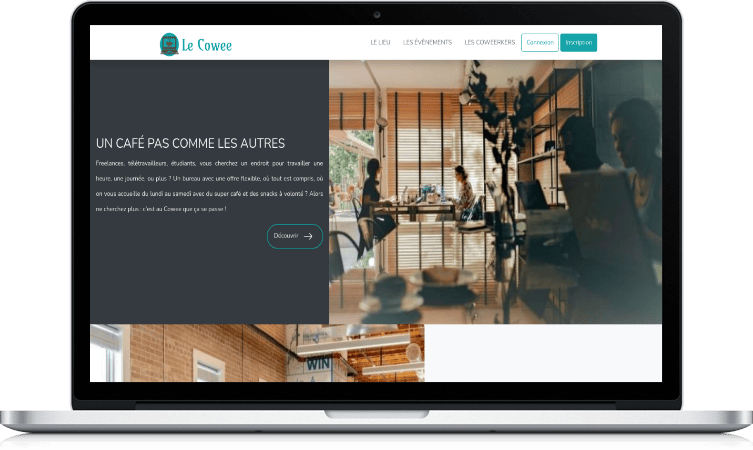 Le Cowee
LE LIEU LES ÉVÉNEMENTS LES COWEERKERS Connexion Inscription
UN CAFÉ PAS COMME LES AUTRES
Freelances, télétravailleurs, étudiants, vous cherchez un endroit pour travailler une
heure, une journée, ou plus ? Un bureau avec une offre flexible, où tout est compris, où
on vous accueille du lundi au samedi avec du super café et des snacks à volonté ? Alors
ne cherchez plus : c'est au Cowee que ça se passe !
Découvrir
WIN